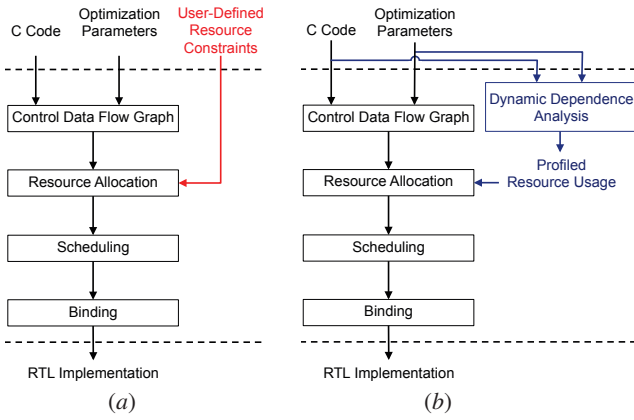 C Code
Optimization
Parameters
User-Defined
Resource
Constraints
Control Data Flow Graph
Resource Allocation
Scheduling
Binding
RTL Implementation
(a)
C Code
Optimization
Parameters
Control Data Flow Graph
Dynamic Dependence
Analysis
Profiled
Resource Usage
Resource Allocation
Scheduling
Binding
RTL Implementation
(b)